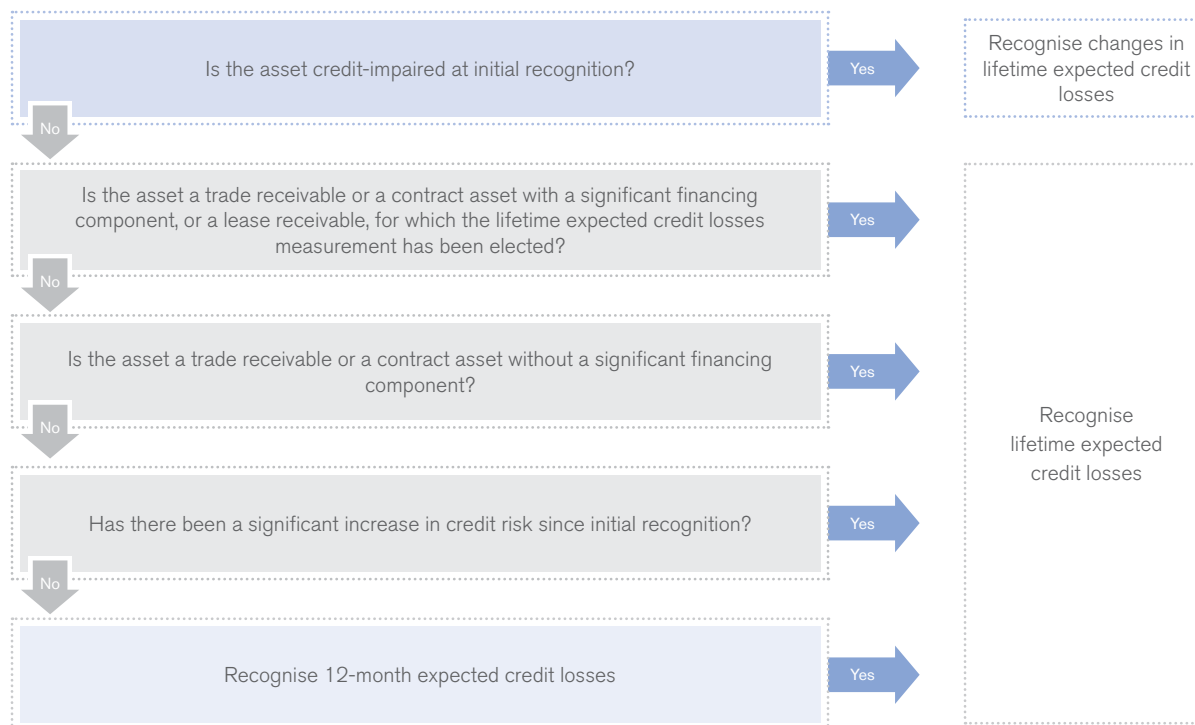 Is the asset credit-impaired at initial recognition?
Yes
Recognise changes in
lifetime expected credit
losses
No
Is the asset a trade receivable or a contract asset with a significant financing
component, or a lease receivable, for which the lifetime expected credit losses
measurement has been elected?
Yes
No
Is the asset a trade receivable or a contract asset without a significant financing
component?
Yes
No
Recognise
lifetime expected
credit losses
Has there been a significant increase in credit risk since initial recognition?
Yes
No
Recognise 12-month expected credit losses
Yes